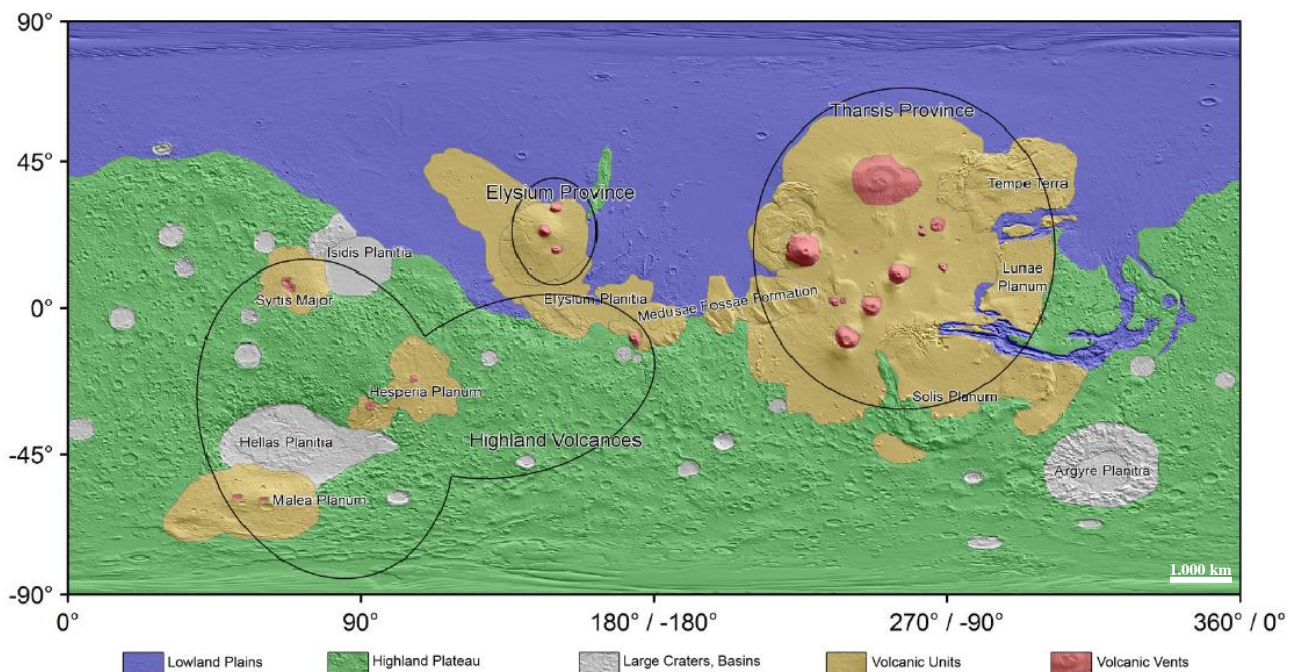 90°
Tharsis Province
45°
Elysium Province
Tempe Terra
Isidis Planitia
Lunae
Planum
Syrtis Major
Elysium Planitia
Medusae Fossae Formation
0°
Hesperia Planum
Solis Planum
Highland Volcanoes
Hellas Planitia
-45°
Argyre Planitia
Malea Planum
1,000 km
-90°
0°
90°
180° / -180°
270° / -90°
360° / 0°
Lowland Plains
Highland Plateau
Large Craters, Basins
Volcanic Units
Volcanic Vents